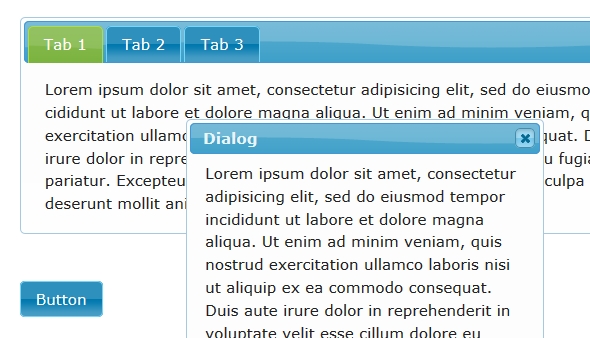 Tab 1 Tab 2 Tab 3
Lorem ipsum dolor sit amet, consectetur adipisicing elit, sed do eiusmo
cididunt ut labore et dolore magna aliqua. Ut enim ad minim veniam, q
exercitation ullamc quat. D
irure dolor in repre u fugia
pariatur. Excepteu culpa
deserunt mollit ani
Dialog
Lorem ipsum dolor sit amet, consectetur
adipisicing elit, sed do eiusmod tempor
incididunt ut labore et dolore magna
aliqua. Ut enim ad minim veniam, quis
nostrud exercitation ullamco laboris nisi
ut aliquip ex ea commodo consequat.
Duis aute irure dolor in reprehenderit in
voluptate velit esse cillum dolore eu
Button